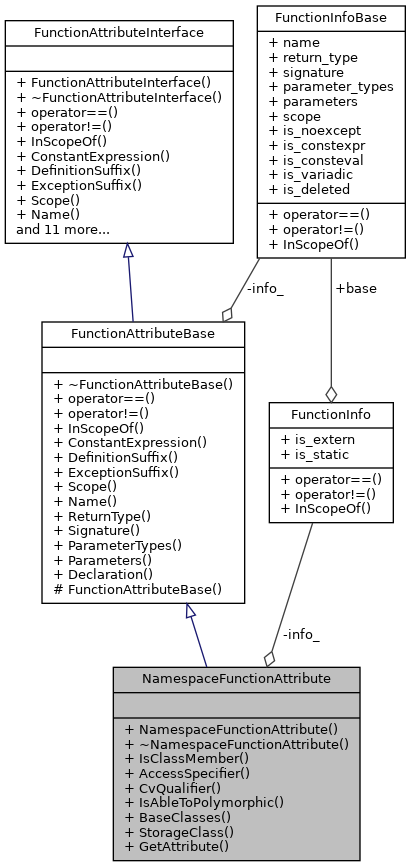 FunctionAttributeInterface
+ FunctionAttributeInterface()
+ ~FunctionAttributeInterface()
+ operator==()
+ operator!=()
+ InScopeOf()
+ ConstantExpression()
+ DefinitionSuffix()
+ ExceptionSuffix()
+ Scope()
+ Name()
and 11 more...
FunctionInfoBase
+ name
+ return_type
+ signature
+ parameter_types
+ parameters
+ scope
+ is_noexcept
+ is_constexpr
+ is_consteval
+ is_variadic
+ is_deleted
+ operator==()
+ operator!=()
+ InScopeOf()
-info_
+base
FunctionAttributeBase
+ ~FunctionAttributeBase()
+ operator==()
+ operator!=()
+ InScopeOf()
+ ConstantExpression()
+ DefinitionSuffix()
+ ExceptionSuffix()
+ Scope()
+ Name()
+ ReturnType()
+ Signature()
+ ParameterTypes()
+ Parameters()
+ Declaration()
# FunctionAttributeBase()
FunctionInfo
+ is_extern
+ is_static
+ operator==()
+ operator!=()
+ InScopeOf()
-info_
NamespaceFunctionAttribute
+ NamespaceFunctionAttribute()
+ ~NamespaceFunctionAttribute()
+ IsClassMember()
+ AccessSpecifier()
+ CvQualifier()
+ IsAbleToPolymorphic()
+ BaseClasses()
+ StorageClass()
+ GetAttribute()